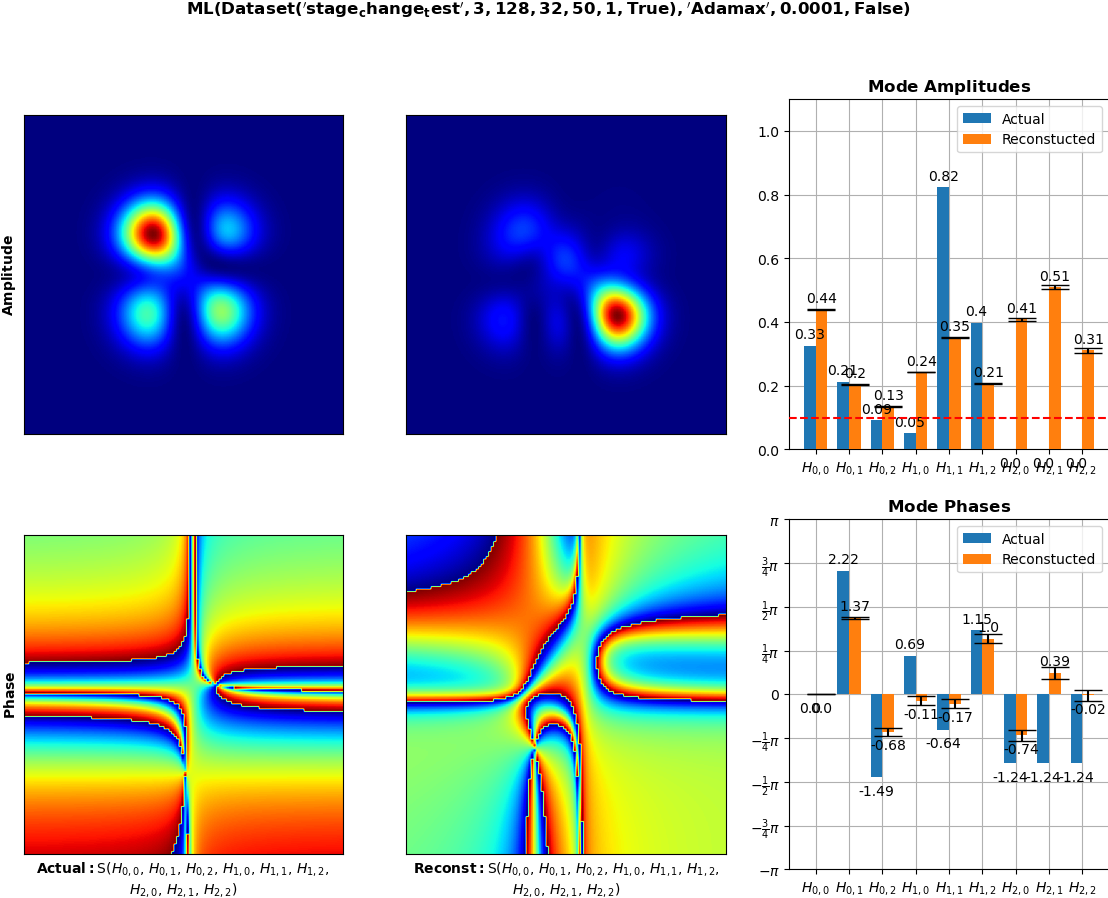 ML(Dataset('stage_change_test', 3, 128, 32, 50, 1, True), 'Adamax', 0.0001, False)
Amplitude
Mode Amplitudes
Actual
Reconstucted
1.0
0.8
0.6
0.4
0.2
0.0
0.33
0.44
0.21
0.2
0.09
0.13
0.05
0.24
0.82
0.35
0.4
0.21
0.0
0.41
0.0
0.51
0.0
0.31
H0,0 H0,1 H0,2 H1,0 H1,1 H1,2 H2,0 H2,1 H2,2
Phase
Actual: S(H0,0, H0,1, H0,2, H1,0, H1,1, H1,2,
H2,0, H2,1, H2,2)
Reconst: S(H0,0, H0,1, H0,2, H1,0, H1,1, H1,2,
H2,0, H2,1, H2,2)
Mode Phases
Actual
Reconstucted
π
3/4π
1/2π
1/4π
0
−1/4π
−1/2π
−3/4π
−π
0.0
0.0
2.22
1.37
-1.49
-0.68
0.69
-0.11
-0.64
-0.17
1.15
1.0
-1.24
-0.74
-1.24
0.39
-1.24
-0.02
H0,0 H0,1 H0,2 H1,0 H1,1 H1,2 H2,0 H2,1 H2,2